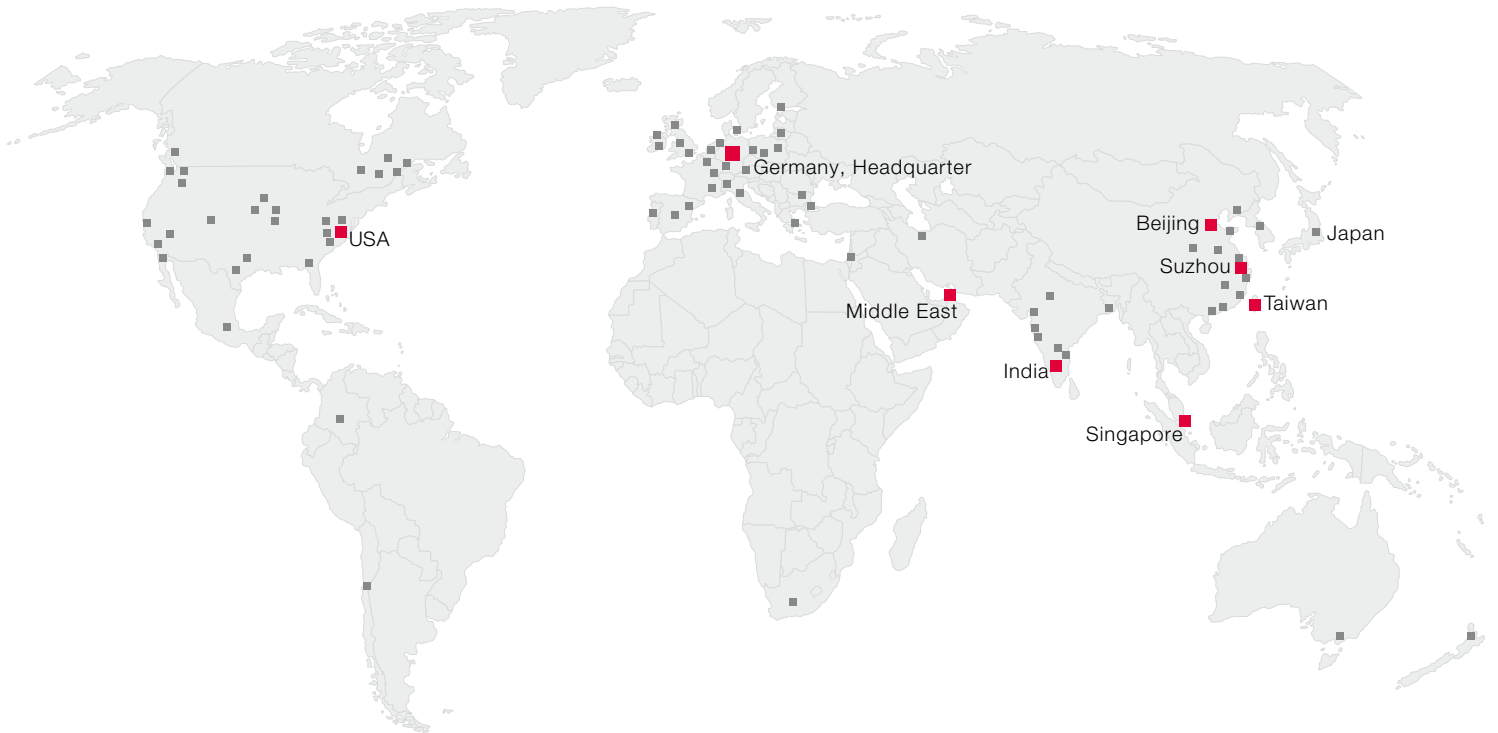 Germany, Headquarter
Beijing
Japan
USA
Suzhou
Taiwan
Middle East
India
Singapore